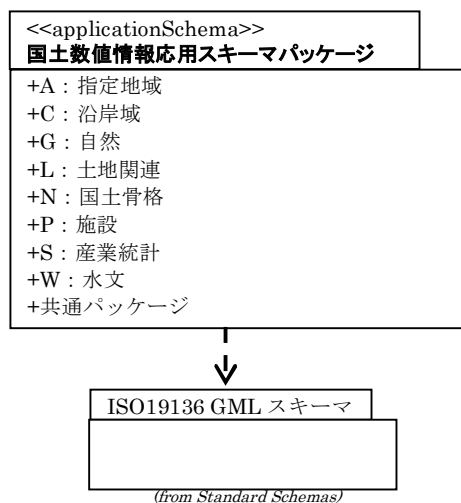 <<applicationSchema>>
国土数値情報応用スキーマパッケージ
+A：指定地域
+C：沿岸域
+G：自然
+L：土地関連
+N：国土骨格
+P：施設
+S：産業統計
+W：水文
+共通パッケージ
ISO19136 GML スキーマ
(from Standard Schemas)